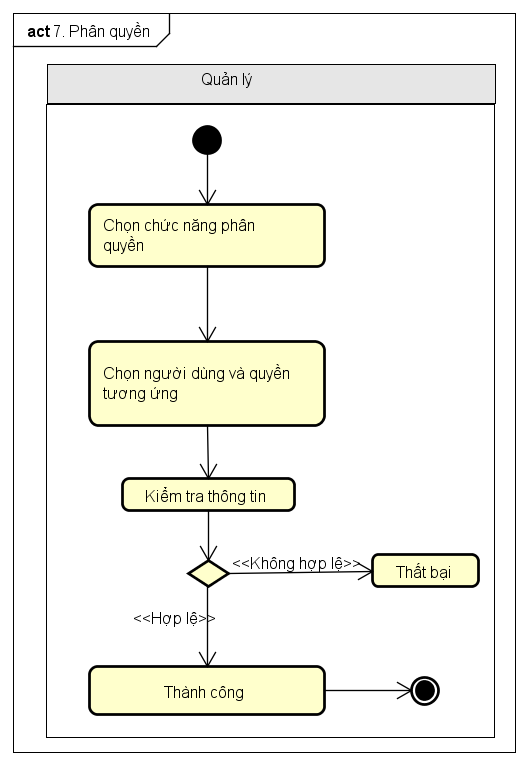 act 7. Phân quyền
Quản lý
Chọn chức năng phân
quyền
Chọn người dùng và quyền
tương ứng
Kiểm tra thông tin
<<Không hợp lệ>>
Thất bại
<<Hợp lệ>>
Thành công